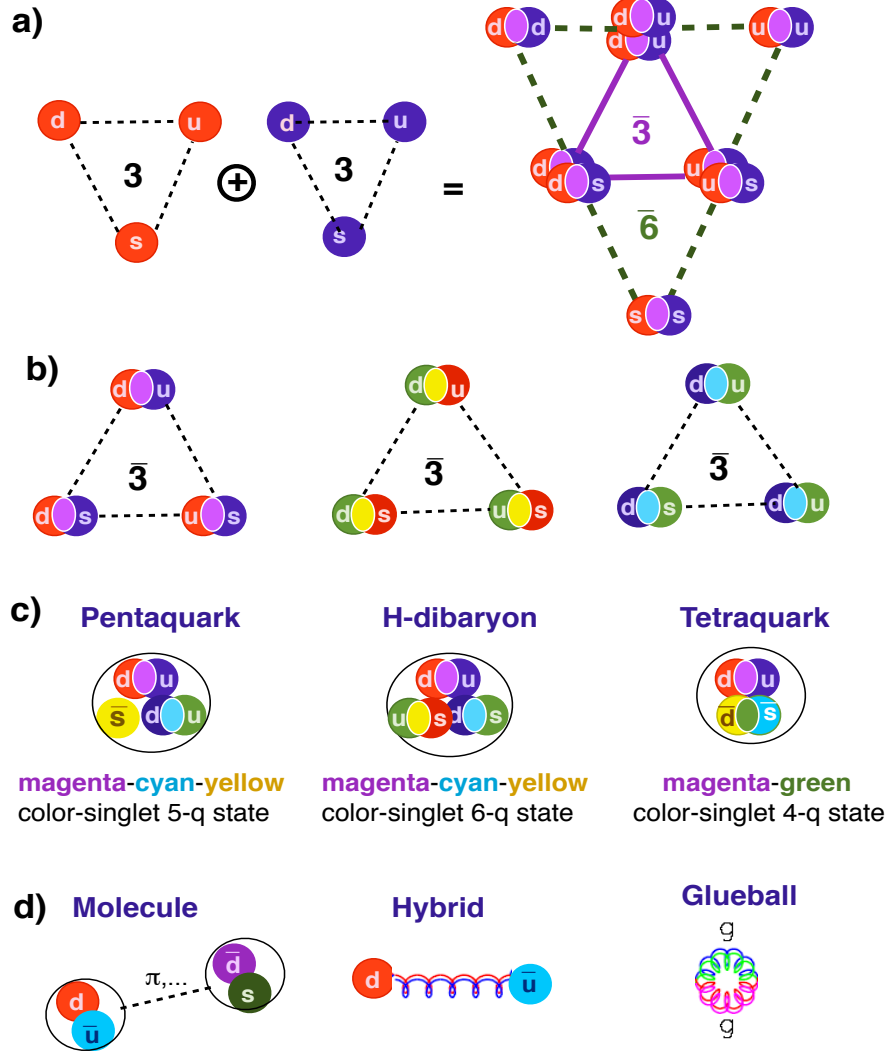 a)
d d d u u u
d u
d u d u
3 3 3̅
+ =
d d s u u s
s s 6̅
s s
b)
d u d u d u
3̅ 3̅ 3̅
d s u s d s u s d s d u
c)
Pentaquark H-dibaryon Tetraquark
d u d u d u
s̅ d u u s d s d̅ s̅
magenta-cyan-yellow magenta-cyan-yellow magenta-green
color-singlet 5-q state color-singlet 6-q state color-singlet 4-q state
d)
Molecule Hybrid Glueball
g
π,... d̅
d s d u̅
u̅
g